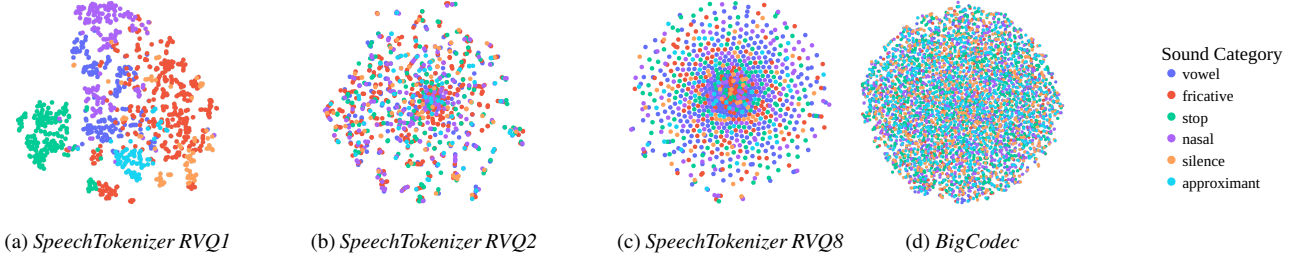 Sound Category
vowel
fricative
stop
nasal
silence
approximant
(a) SpeechTokenizer RVQ1
(b) SpeechTokenizer RVQ2
(c) SpeechTokenizer RVQ8
(d) BigCodec